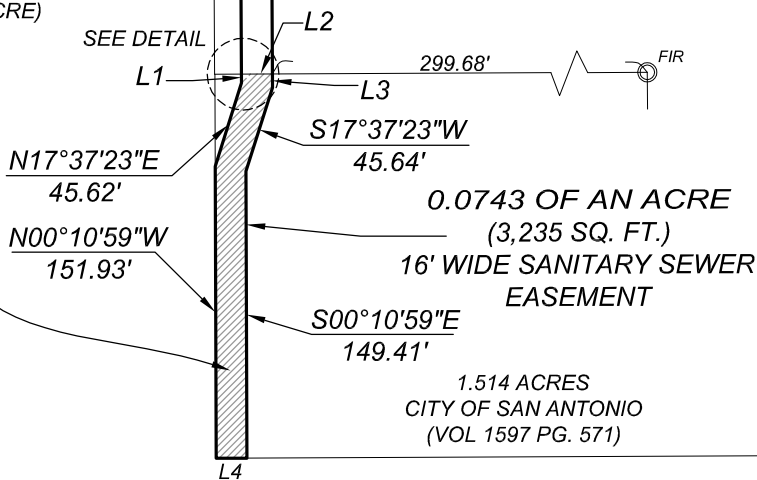 CRE)
L2
SEE DETAIL
299.68'
FIR
L1
L3
S17°37'23"W
45.64'
N17°37'23"E
45.62'
0.0743 OF AN ACRE
(3,235 SQ. FT.)
16' WIDE SANITARY SEWER
EASEMENT
N00°10'59"W
151.93'
S00°10'59"E
149.41'
1.514 ACRES
CITY OF SAN ANTONIO
(VOL 1597 PG. 571)
L4